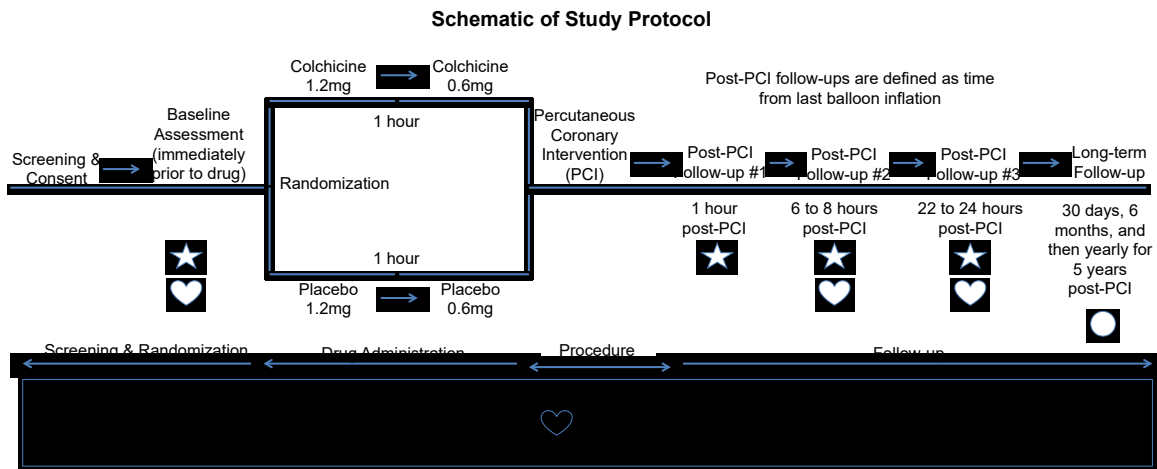 Schematic of Study Protocol
Colchicine
1.2mg
Colchicine
0.6mg
Post-PCI follow-ups are defined as time
from last balloon inflation
1 hour
Baseline
Assessment
(immediately
prior to drug)
Percutaneous
Coronary
Intervention
(PCI)
Screening &
Consent
Randomization
Post-PCI
Follow-up #1
Post-PCI
Follow-up #2
Post-PCI
Follow-up #3
Long-term
Follow-up
1 hour
post-PCI
6 to 8 hours
post-PCI
22 to 24 hours
post-PCI
30 days, 6
months, and
then yearly for
5 years
post-PCI
1 hour
Placebo
1.2mg
Placebo
0.6mg
Screening & Randomization
Drug Administration
Procedure
Follow-up